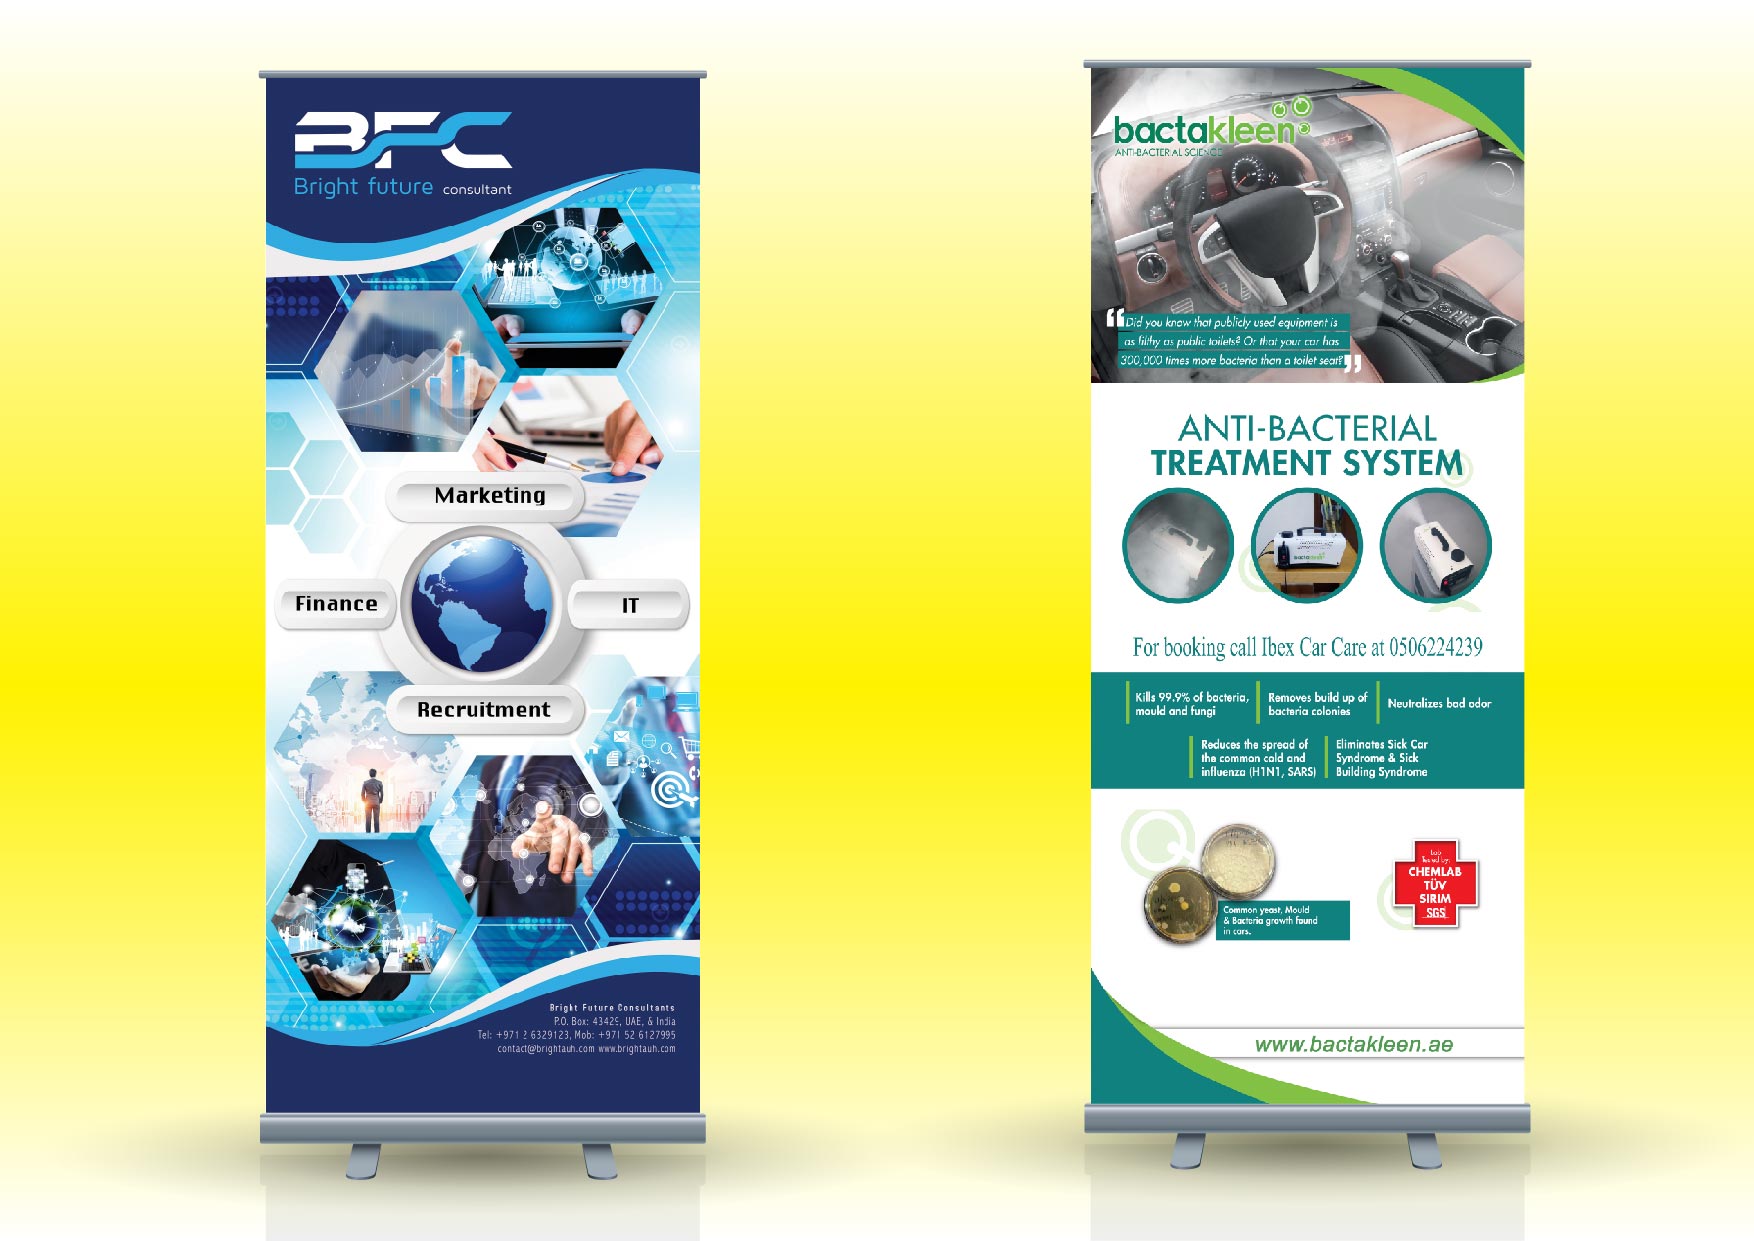 BFC
Bright future consultant
Marketing
Finance
IT
Recruitment
Bright Future Consultants
P.O. Box: 43429, UAE, & India
Tel: +971 2 6329123, Mob: +971 52 6127995
contact@brightauh.com www.brightauh.com
bactakleen
ANTI-BACTERIAL SCIENCE
“Did you know that publicly used equipment is
as filthy as public toilets? Or that your car has
300,000 times more bacteria than a toilet seat?”
ANTI-BACTERIAL
TREATMENT SYSTEM
bactakleen
For booking call Ibex Car Care at 0506224239
Kills 99.9% of bacteria,
mould and fungi
Removes build up of
bacteria colonies
Neutralizes bad odor
Reduces the spread of
the common cold and
influenza (H1N1, SARS)
Eliminates Sick Car
Syndrome & Sick
Building Syndrome
Common yeast, Mould
& Bacteria growth found
in cars.
Lab
Tested by:
CHEMLAB
TÜV
SIRIM
SGS
www.bactakleen.ae